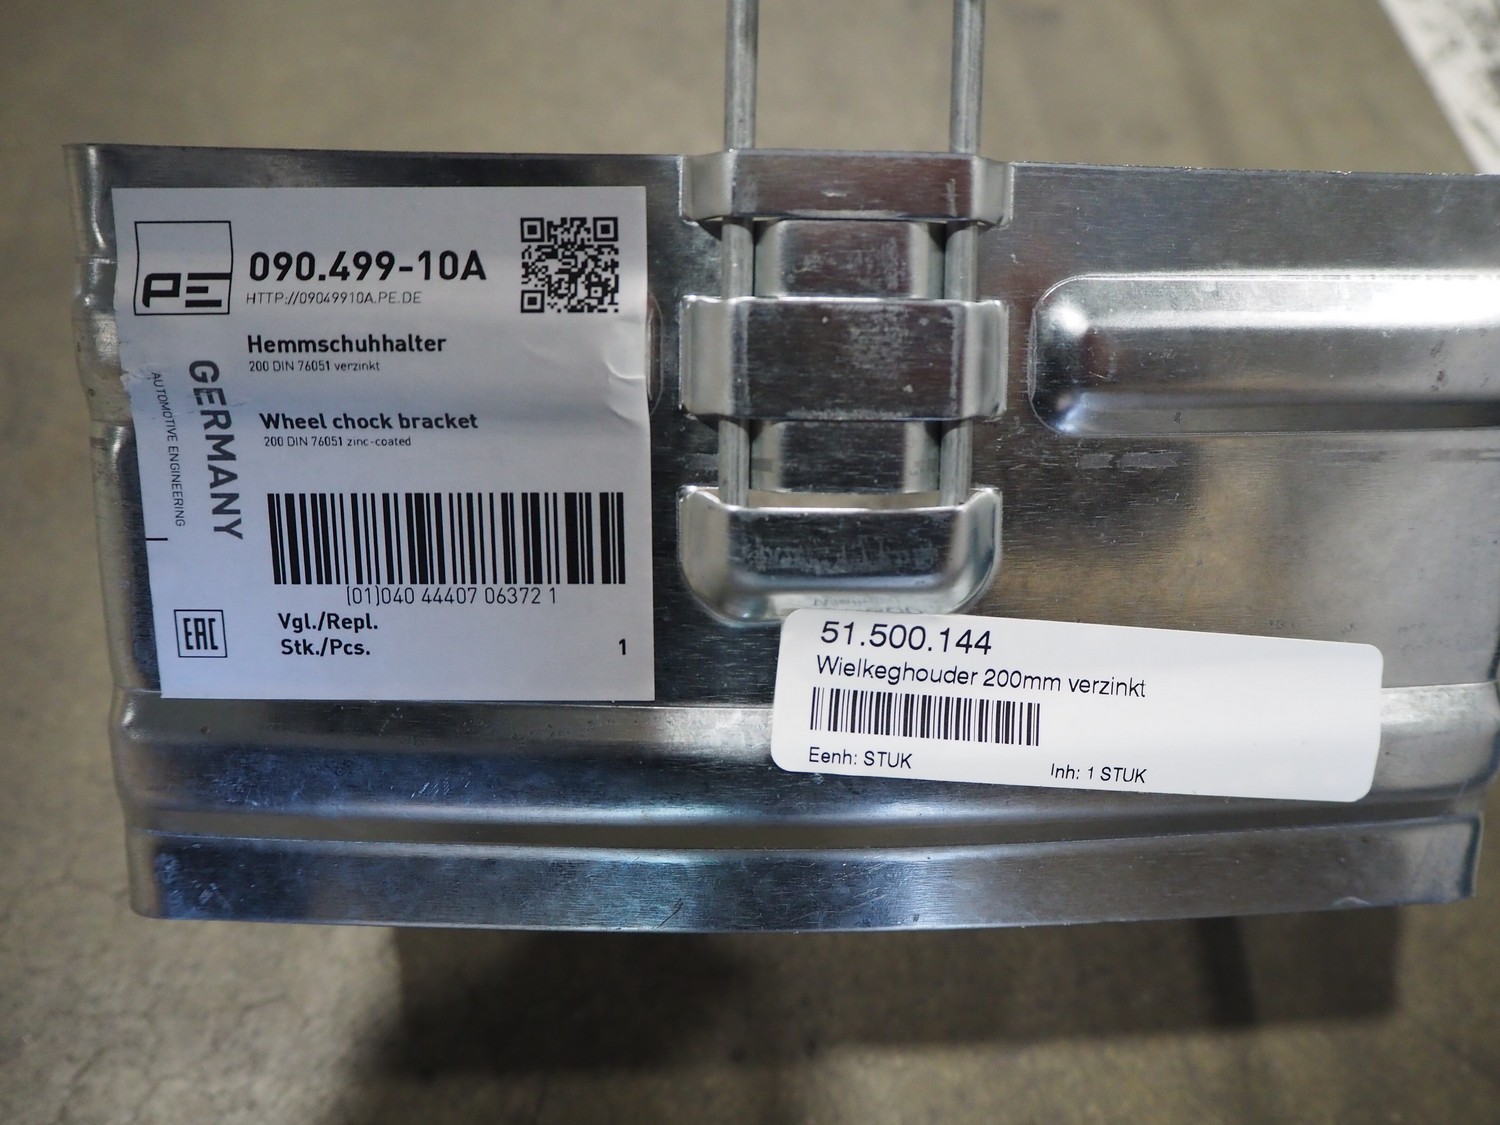 PE
090.499-10A
HTTP://09049910A.PE.DE
Hemmschuhhalter
200 DIN 76051 verzinkt
Wheel chock bracket
200 DIN 76051 zinc-coated
GERMANY
AUTOMOTIVE ENGINEERING
(01)040 44407 06372 1
EAC
Vgl./Repl.
Stk./Pcs. 1
51.500.144
Wielkeghouder 200mm verzinkt
Eenh: STUK Inh: 1 STUK